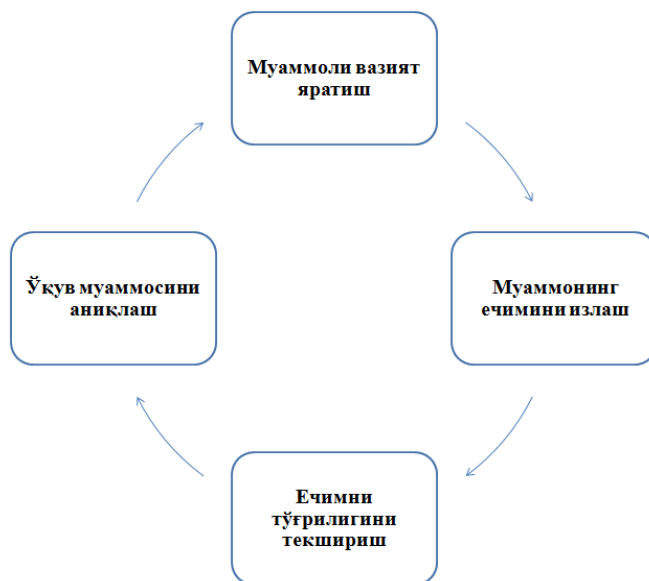 Муаммоли вазият
яратиш
Муаммонинг
ечимини излаш
Ечимни
тўғрилигини
текшириш
Ўқув муаммосини
аниқлаш